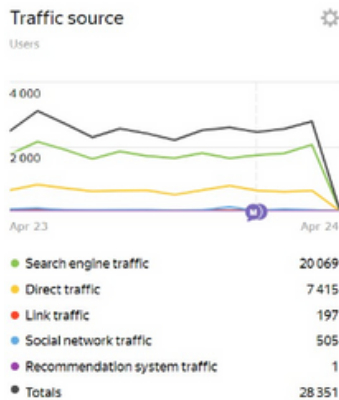 Traffic source
Users
4 000
2 000
Apr 23
Apr 24
Search engine traffic 20 069
Direct traffic 7 415
Link traffic 197
Social network traffic 505
Recommendation system traffic 1
Totals 28 351